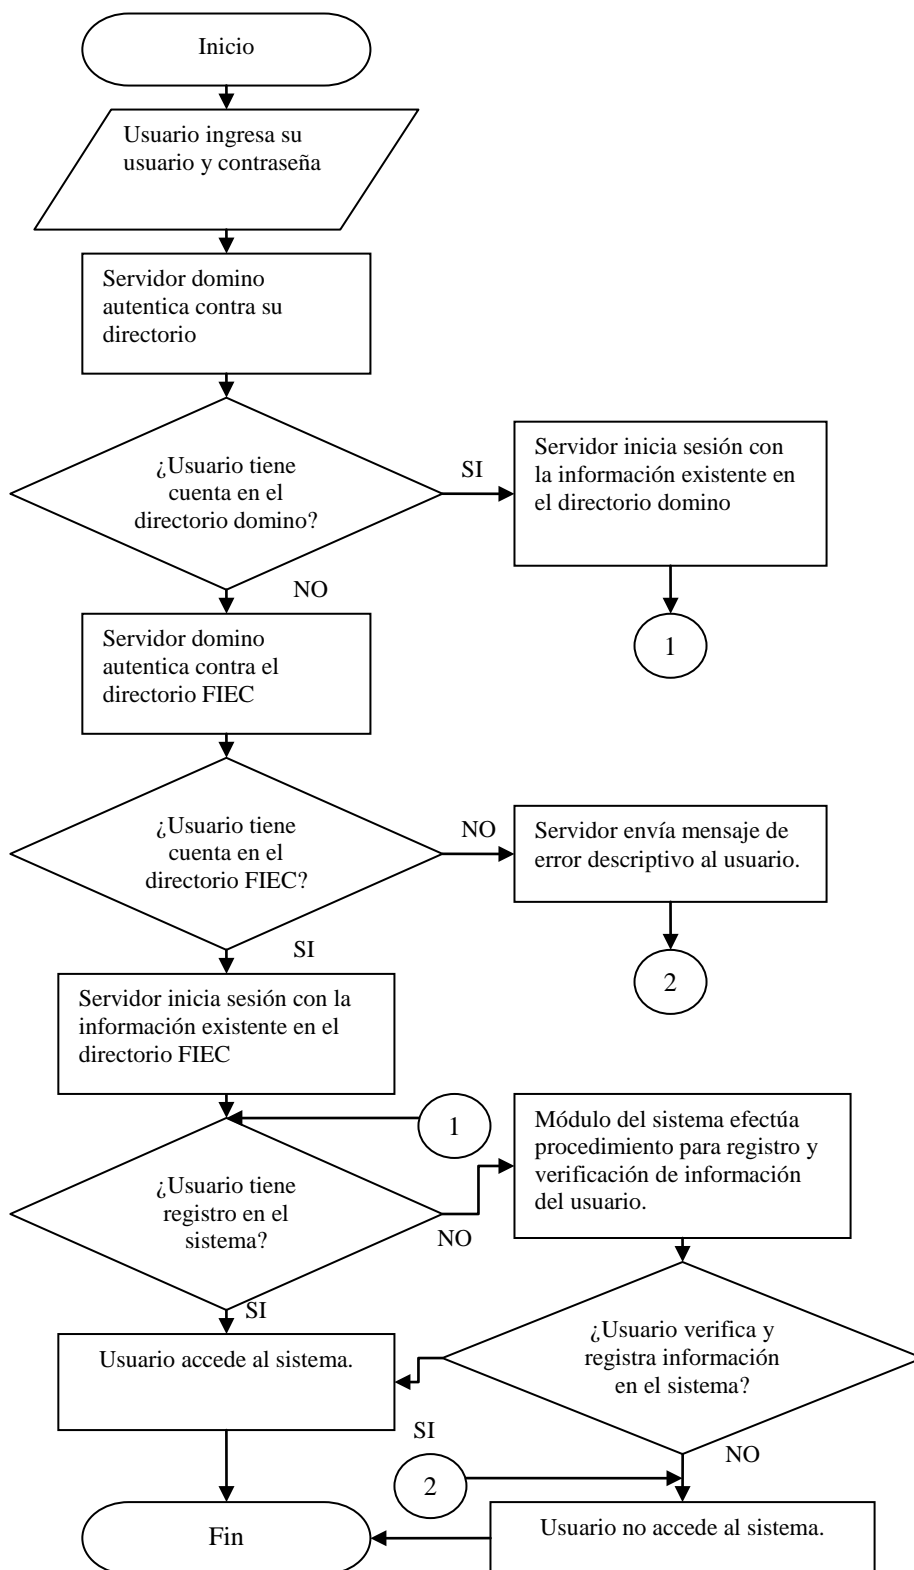 Inicio
Usuario ingresa su
usuario y contraseña
Servidor domino
autentica contra su
directorio
¿Usuario tiene
cuenta en el
directorio domino?
SI
Servidor inicia sesión con
la información existente en
el directorio domino
NO
1
Servidor domino
autentica contra el
directorio FIEC
¿Usuario tiene
cuenta en el
directorio FIEC?
NO
Servidor envía mensaje de
error descriptivo al usuario.
SI
2
Servidor inicia sesión con la
información existente en el
directorio FIEC
1
Módulo del sistema efectúa
procedimiento para registro y
verificación de información
del usuario.
¿Usuario tiene
registro en el
sistema?
NO
SI
Usuario accede al sistema.
¿Usuario verifica y
registra información
en el sistema?
SI
NO
2
Usuario no accede al sistema.
Fin